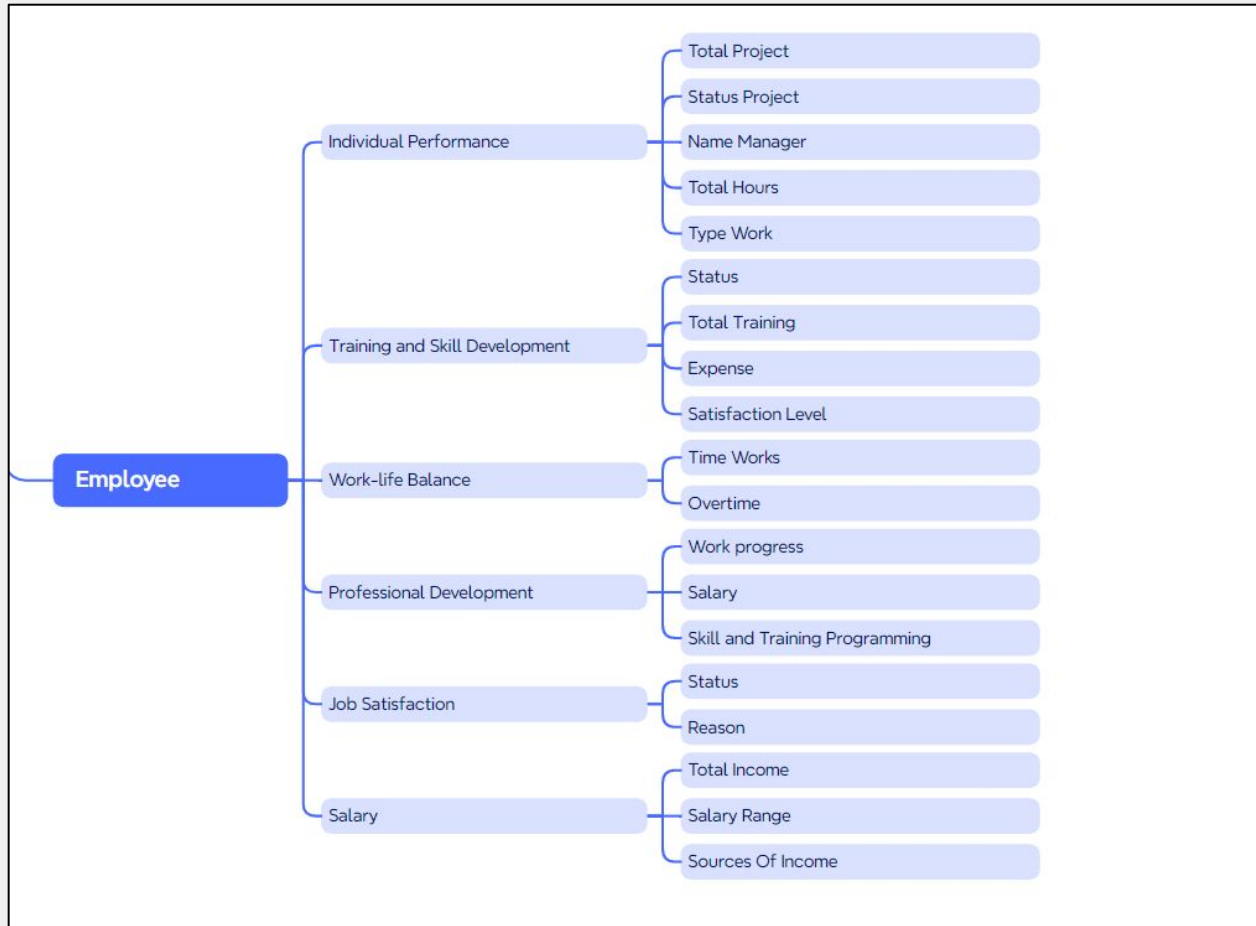 Employee
Individual Performance
Total Project
Status Project
Name Manager
Total Hours
Type Work
Training and Skill Development
Status
Total Training
Expense
Satisfaction Level
Work-life Balance
Time Works
Overtime
Professional Development
Work progress
Salary
Skill and Training Programming
Job Satisfaction
Status
Reason
Salary
Total Income
Salary Range
Sources Of Income